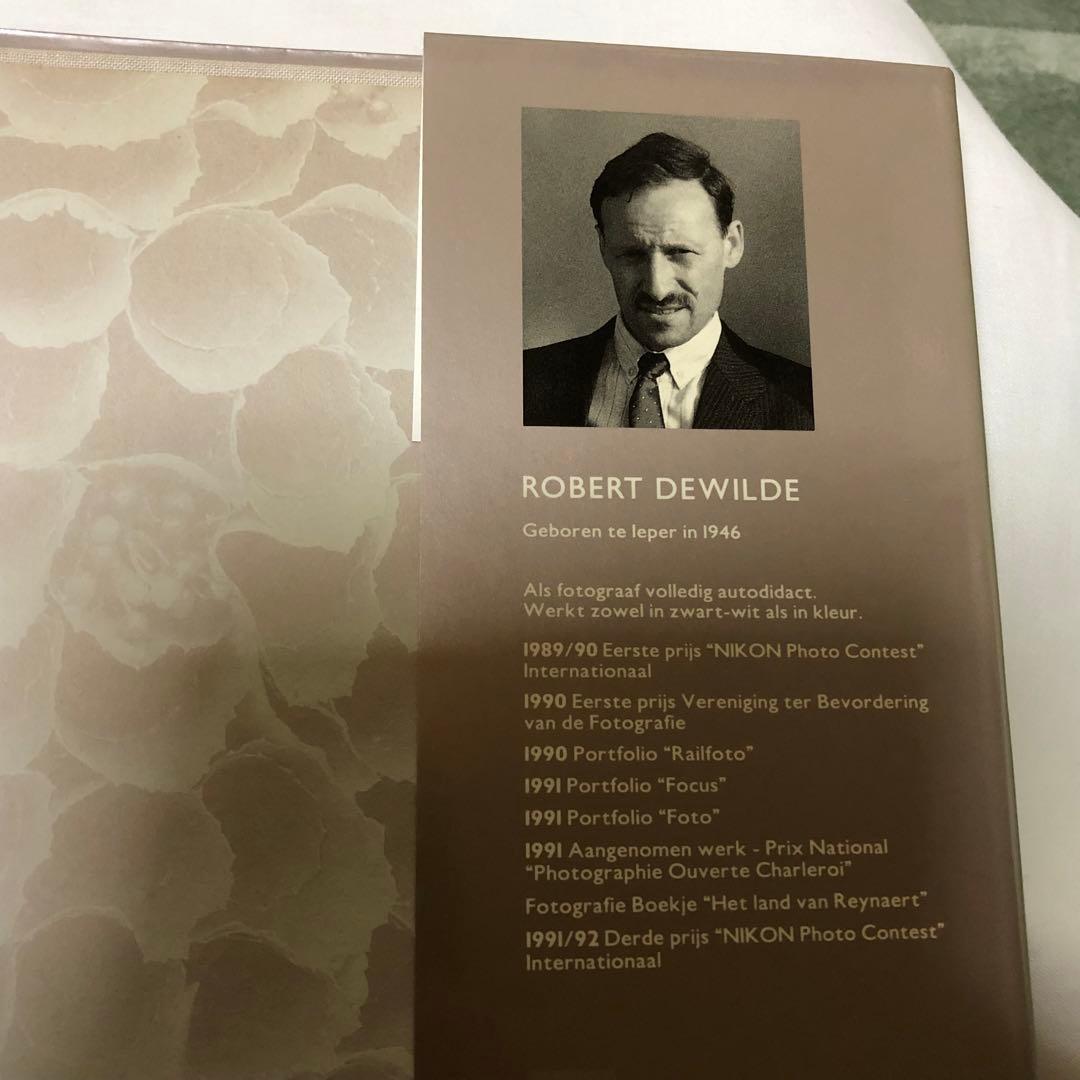 ROBERT DEWILDE
Geboren te Ieper in 1946
Als fotograaf volledig autodidact.
Werkt zowel in zwart-wit als in kleur.
1989/90 Eerste prijs “NIKON Photo Contest”
Internationaal
1990 Eerste prijs Vereniging ter Bevordering
van de Fotografie
1990 Portfolio “Railfoto”
1991 Portfolio “Focus”
1991 Portfolio “Foto”
1991 Aangenomen werk - Prix National
“Photographie Ouverte Charleroi”
Fotografie Boekje “Het land van Reynaert”
1991/92 Derde prijs “NIKON Photo Contest”
Internationaal